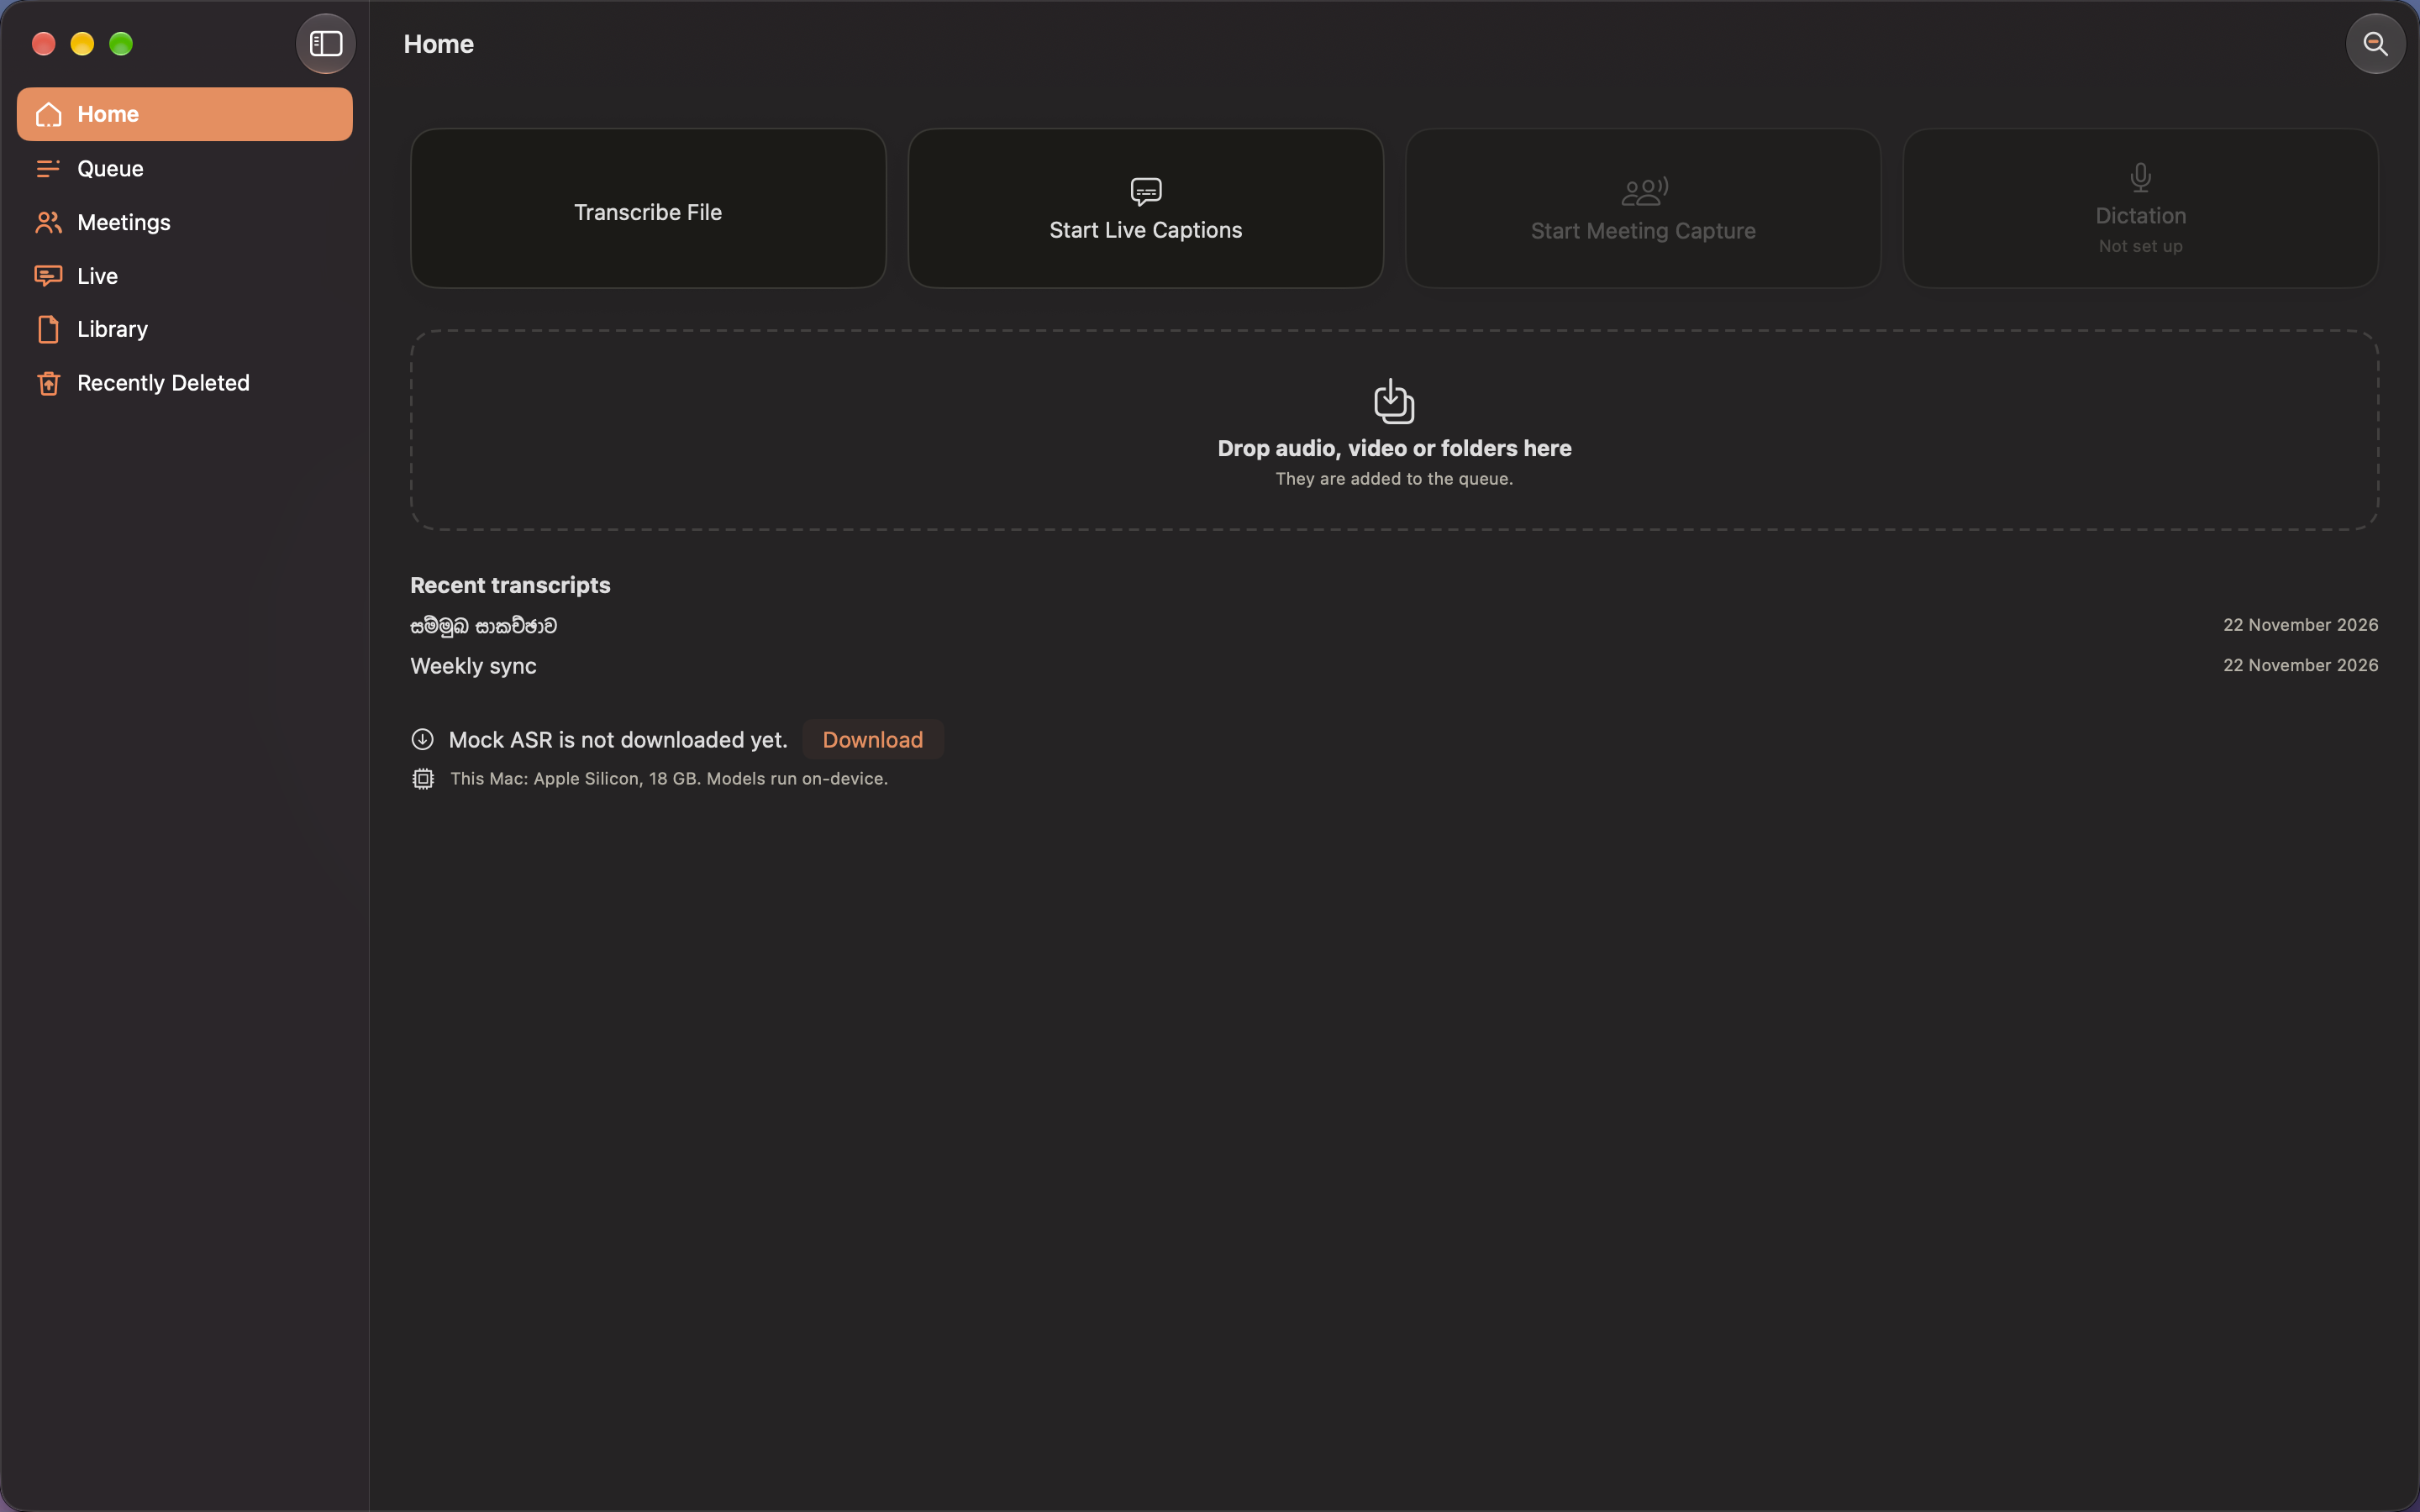 Home
Home
Queue
Meetings
Live
Library
Recently Deleted
Transcribe File
Start Live Captions
Start Meeting Capture
Dictation
Not set up
Drop audio, video or folders here
They are added to the queue.
Recent transcripts
සම්මුඛ සාකච්ඡාව 22 November 2026
Weekly sync 22 November 2026
Mock ASR is not downloaded yet. Download
This Mac: Apple Silicon, 18 GB. Models run on-device.